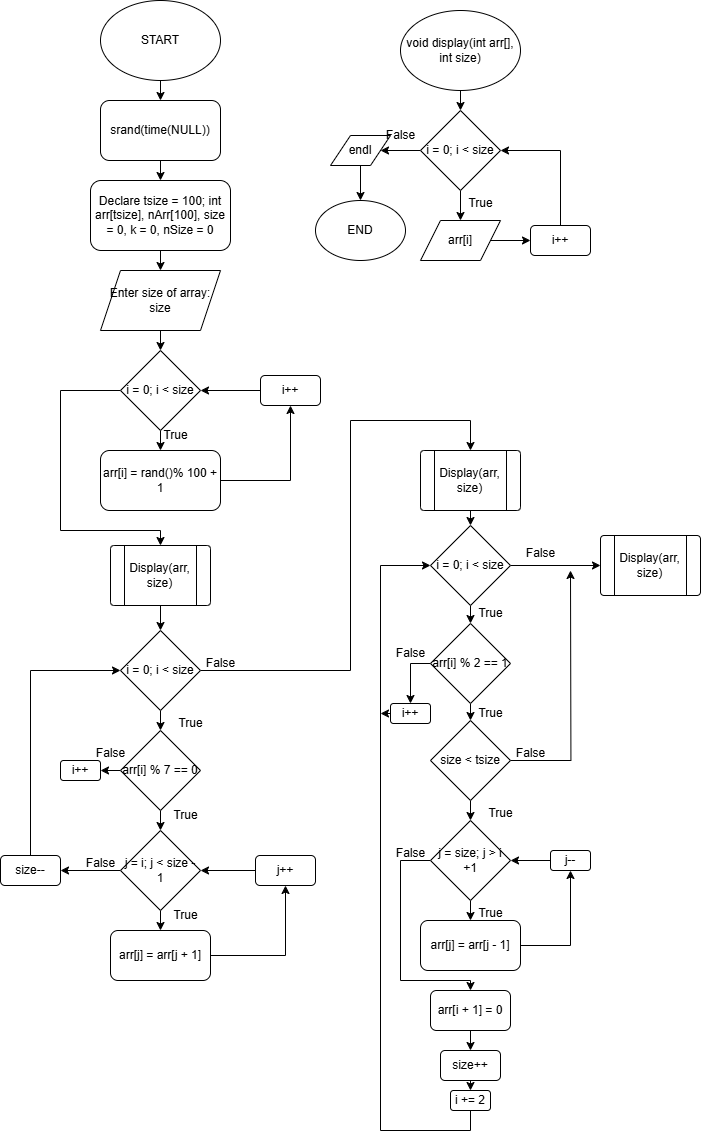 START
srand(time(NULL))
Declare tsize = 100; int
arr[tsize], nArr[100], size
= 0, k = 0, nSize = 0
Enter size of array:
size
i = 0; i < size
i++
True
arr[i] = rand()% 100 +
1
Display(arr,
size)
i = 0; i < size
False
True
arr[i] % 7 == 0
False
i++
True
j = i; j < size -
1
False
size--
j++
True
arr[j] = arr[j + 1]
void display(int arr[],
int size)
i = 0; i < size
False
endl
END
True
arr[i]
i++
Display(arr,
size)
i = 0; i < size
False
Display(arr,
size)
True
arr[i] % 2 == 1
False
i++
True
size < tsize
False
True
j = size; j > i
+1
False
j--
True
arr[j] = arr[j - 1]
arr[i + 1] = 0
size++
i += 2